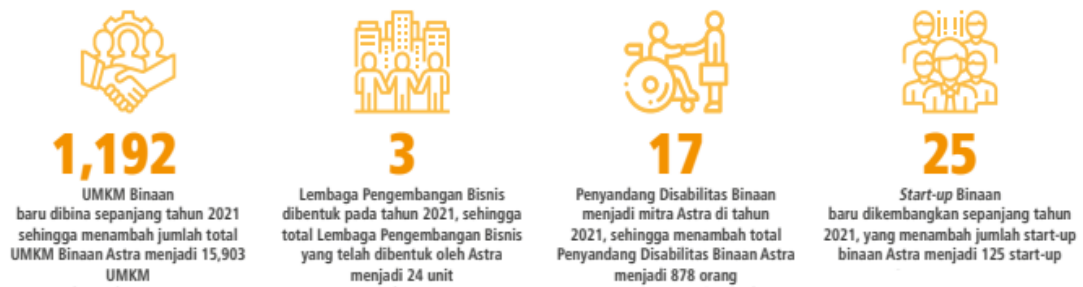 1,192
UMKM Binaan
baru dibina sepanjang tahun 2021
sehingga menambah jumlah total
UMKM Binaan Astra menjadi 15,903
UMKM
3
Lembaga Pengembangan Bisnis
dibentuk pada tahun 2021, sehingga
total Lembaga Pengembangan Bisnis
yang telah dibentuk oleh Astra
menjadi 24 unit
17
Penyandang Disabilitas Binaan
menjadi mitra Astra di tahun
2021, sehingga menambah total
Penyandang Disabilitas Binaan Astra
menjadi 878 orang
25
Start-up Binaan
baru dikembangkan sepanjang tahun
2021, yang menambah jumlah start-up
binaan Astra menjadi 125 start-up